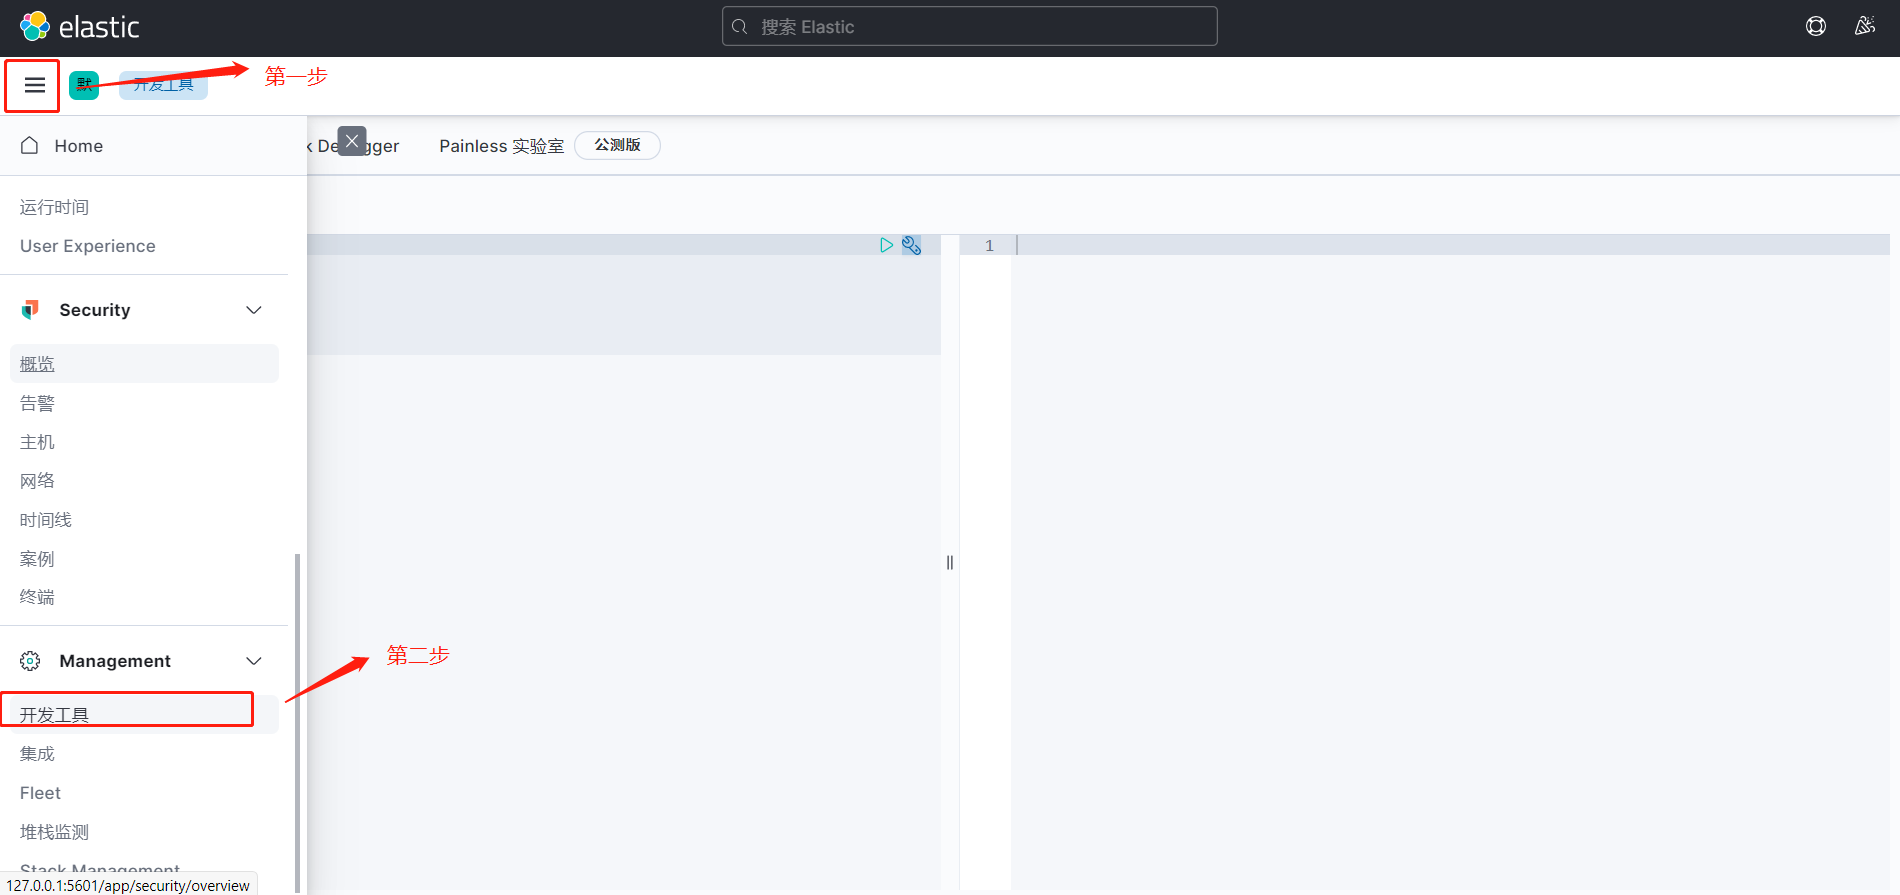 elastic
搜索 Elastic
默
开发工具
第一步
Home
k De
gger
Painless 实验室
公测版
运行时间
User Experience
1
Security
概览
告警
主机
网络
时间线
案例
终端
Management
第二步
开发工具
集成
Fleet
堆栈监测
Stack Management
127.0.0.1:5601/app/security/overview